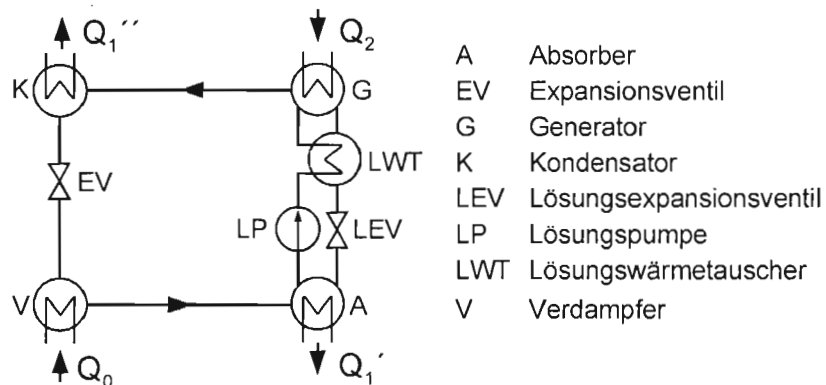 Q₁´´
Q₂
K
G
LWT
EV
LP
LEV
V
A
Q₀
Q₁´
A Absorber
EV Expansionsventil
G Generator
K Kondensator
LEV Lösungsexpansionsventil
LP Lösungspumpe
LWT Lösungswärmetauscher
V Verdampfer